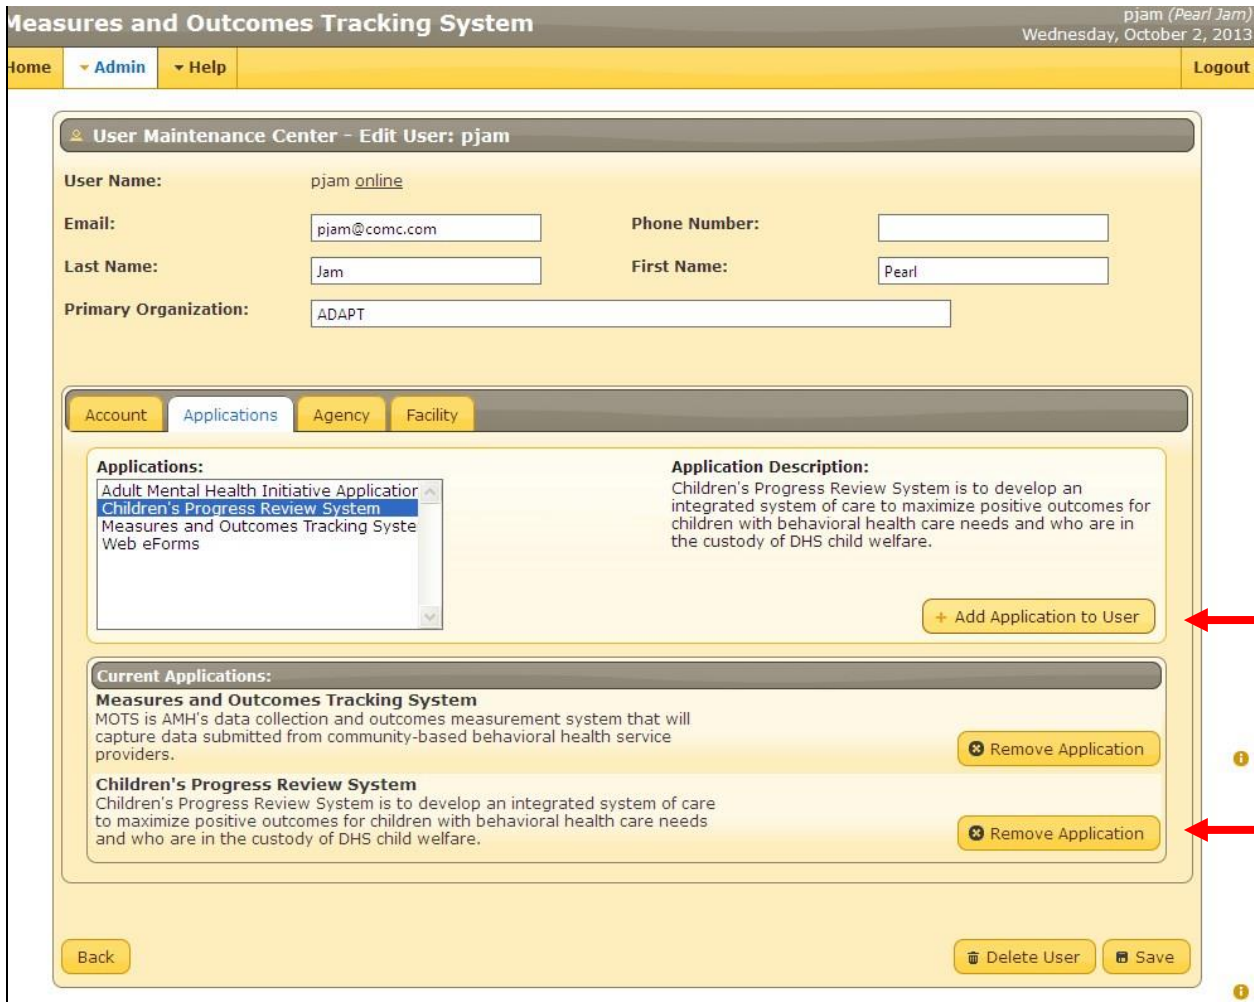 Measures and Outcomes Tracking System
pjam (Pearl Jam)
Wednesday, October 2, 2013
Home Admin Help Logout
User Maintenance Center - Edit User: pjam
User Name: pjam online
Email: pjam@comc.com Phone Number:
Last Name: Jam First Name: Pearl
Primary Organization: ADAPT
Account Applications Agency Facility
Applications:
Adult Mental Health Initiative Application
Children's Progress Review System
Measures and Outcomes Tracking Syste
Web eForms
Application Description:
Children's Progress Review System is to develop an
integrated system of care to maximize positive outcomes for
children with behavioral health care needs and who are in
the custody of DHS child welfare.
+ Add Application to User
Current Applications:
Measures and Outcomes Tracking System
MOTS is AMH's data collection and outcomes measurement system that will
capture data submitted from community-based behavioral health service
providers.
Remove Application
Children's Progress Review System
Children's Progress Review System is to develop an integrated system of care
to maximize positive outcomes for children with behavioral health care needs
and who are in the custody of DHS child welfare.
Remove Application
Back Delete User Save